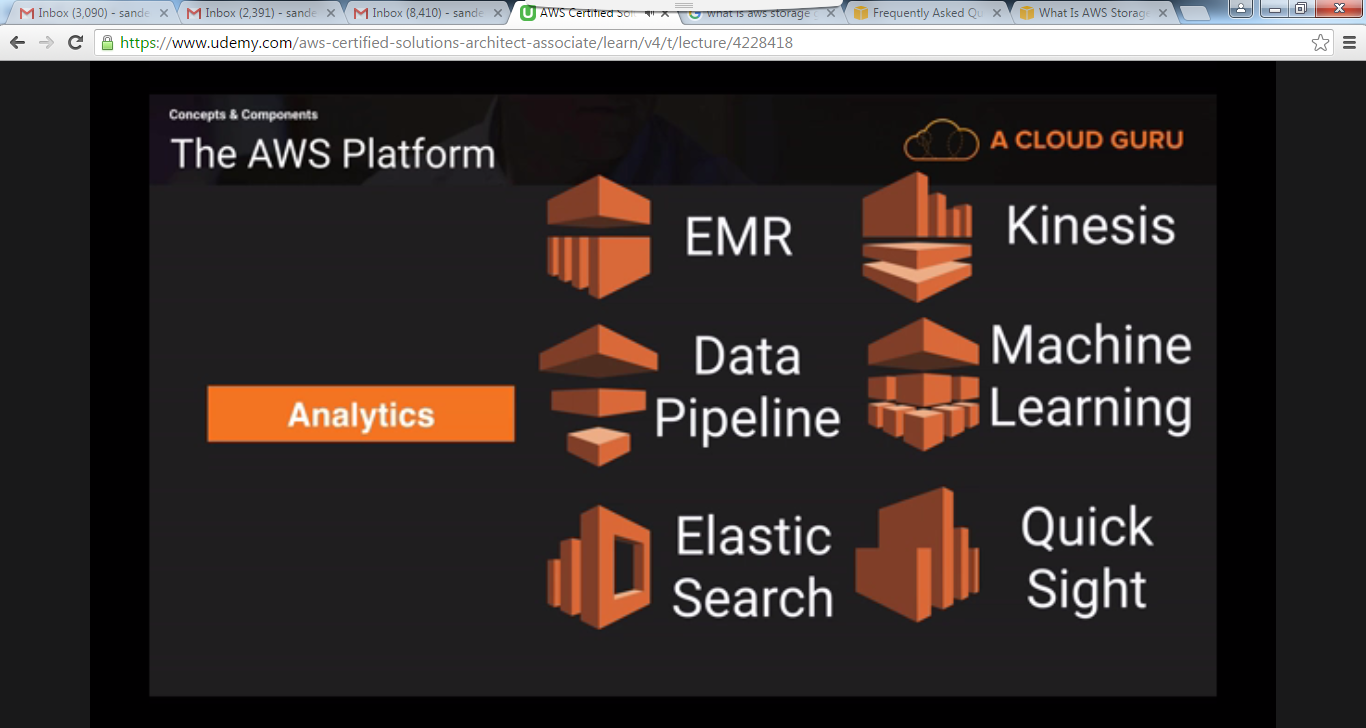 Inbox (3,090) - sande
Inbox (2,391) - sande
Inbox (8,410) - sande
AWS Certified Sol
what is aws storage g
Frequently Asked Qu
What Is AWS Storag
https://www.udemy.com/aws-certified-solutions-architect-associate/learn/v4/t/lecture/4228418
Concepts & Components
The AWS Platform
A CLOUD GURU
Analytics
EMR
Kinesis
Data
Pipeline
Machine
Learning
Elastic
Search
Quick
Sight